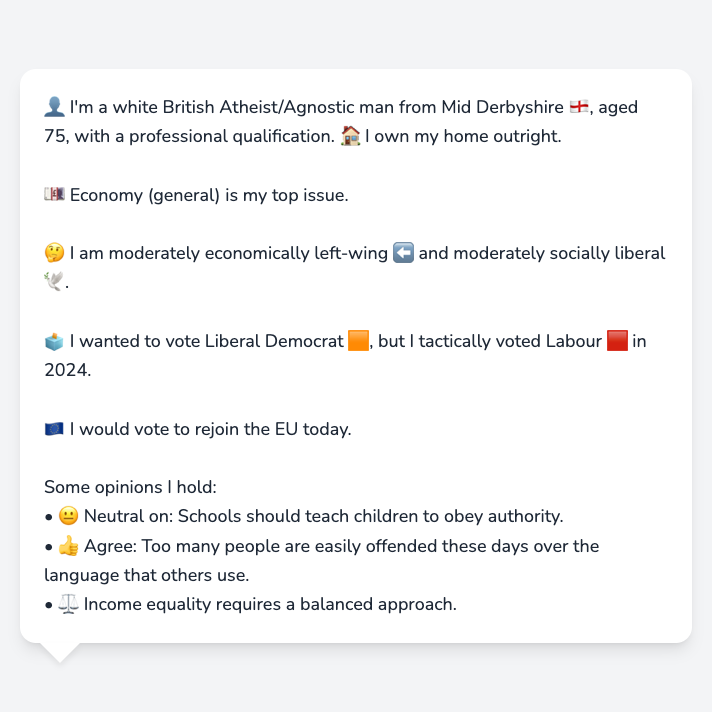 👤 I'm a white British Atheist/Agnostic man from Mid Derbyshire 🏴󠁧󠁢󠁥󠁮󠁧󠁿, aged
75, with a professional qualification. 🏠 I own my home outright.
💷 Economy (general) is my top issue.
🤔 I am moderately economically left-wing ⬅️ and moderately socially liberal
🕊️.
🗳️ I wanted to vote Liberal Democrat 🟧, but I tactically voted Labour 🟥 in
2024.
🇪🇺 I would vote to rejoin the EU today.
Some opinions I hold:
• 😐 Neutral on: Schools should teach children to obey authority.
• 👍 Agree: Too many people are easily offended these days over the
language that others use.
• ⚖️ Income equality requires a balanced approach.